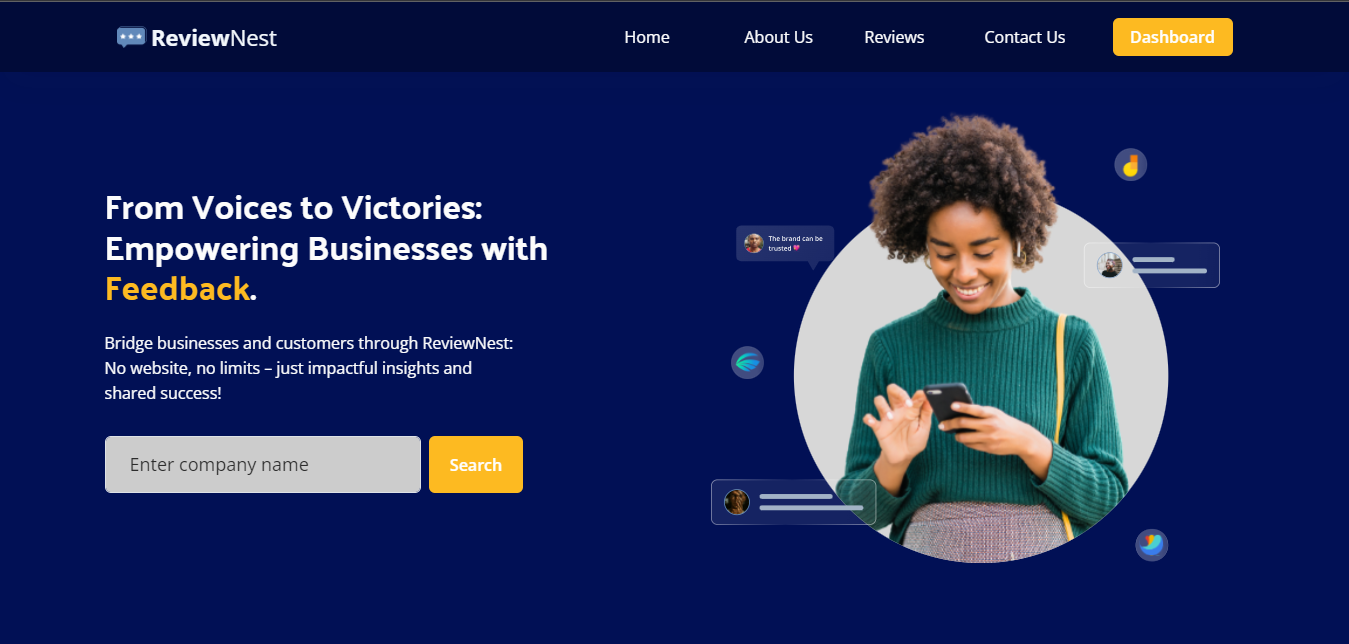 ReviewNest
Home
About Us
Reviews
Contact Us
Dashboard
From Voices to Victories:
Empowering Businesses with
Feedback.
Bridge businesses and customers through ReviewNest:
No website, no limits – just impactful insights and
shared success!
Enter company name
Search
The brand can be
trusted 💖